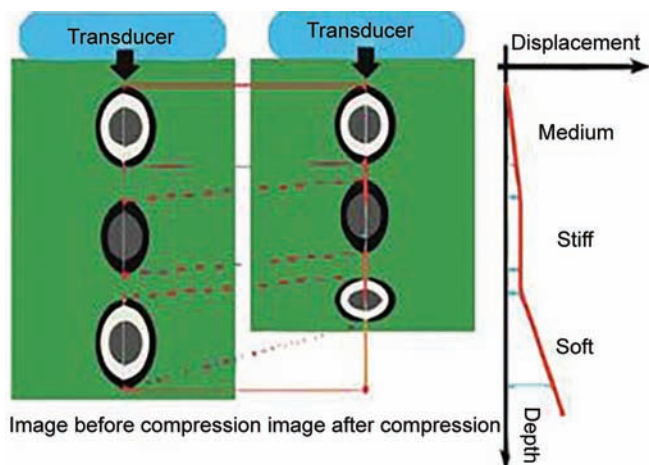 Transducer
Transducer
Displacement
Medium
Stiff
Soft
Depth
Image before compression image after compression